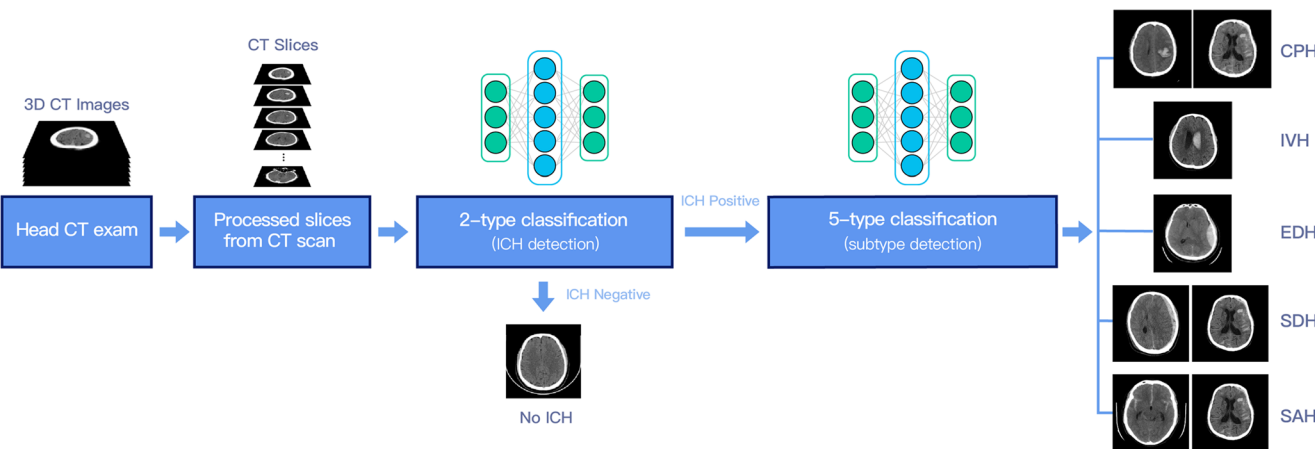 CT Slices
3D CT Images
Head CT exam
Processed slices
from CT scan
2-type classification
(ICH detection)
ICH Positive
5-type classification
(subtype detection)
ICH Negative
No ICH
CPH
IVH
EDH
SDH
SAH